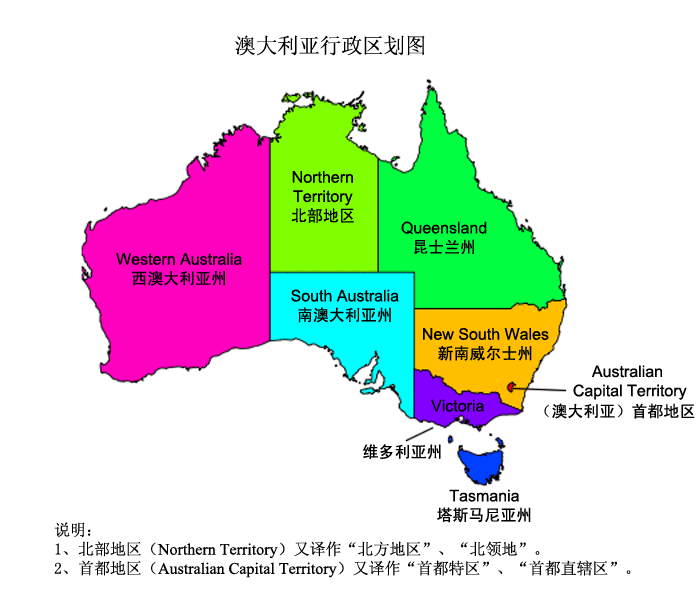 澳大利亚行政区划图
Northern
Territory
北部地区
Queensland
昆士兰州
Western Australia
西澳大利亚州
South Australia
南澳大利亚州
New South Wales
新南威尔士州
Australian
Capital Territory
（澳大利亚）首都地区
Victoria
维多利亚州
Tasmania
塔斯马尼亚州
说明：
1、北部地区（Northern Territory）又译作“北方地区”、“北领地”。
2、首都地区（Australian Capital Territory）又译作“首都特区”、“首都直辖区”。